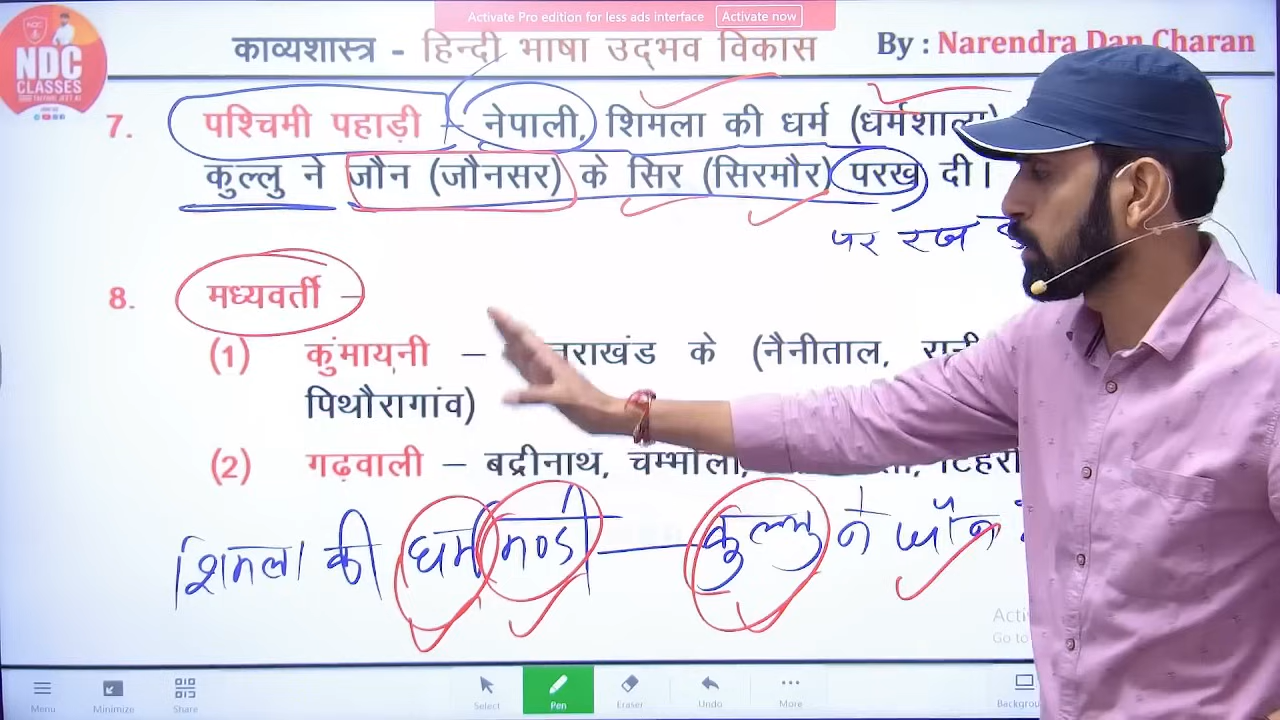 Activate Pro edition for less ads interface Activate now
NDC
CLASSES
काव्यशास्त्र - हिन्दी भाषा उद्भव विकास
By : Narendra Dan Charan
7. पश्चिमी पहाड़ी – नेपाली, शिमला की धर्म (धर्मशाला)
कुल्लु ने जौन (जौनसर) के सिर (सिरमौर) परख दी।
पर रख
8. मध्यवर्ती –
(1) कुंमायनी – के (नैनीताल,
पिथौरागांव)
(2) गढ़वाली – बद्रीनाथ, चम्भोली,
शिमला की धर्म मण्डी — कुल्लु ने जौन
Menu Minimize Share Select Pen Eraser Undo More